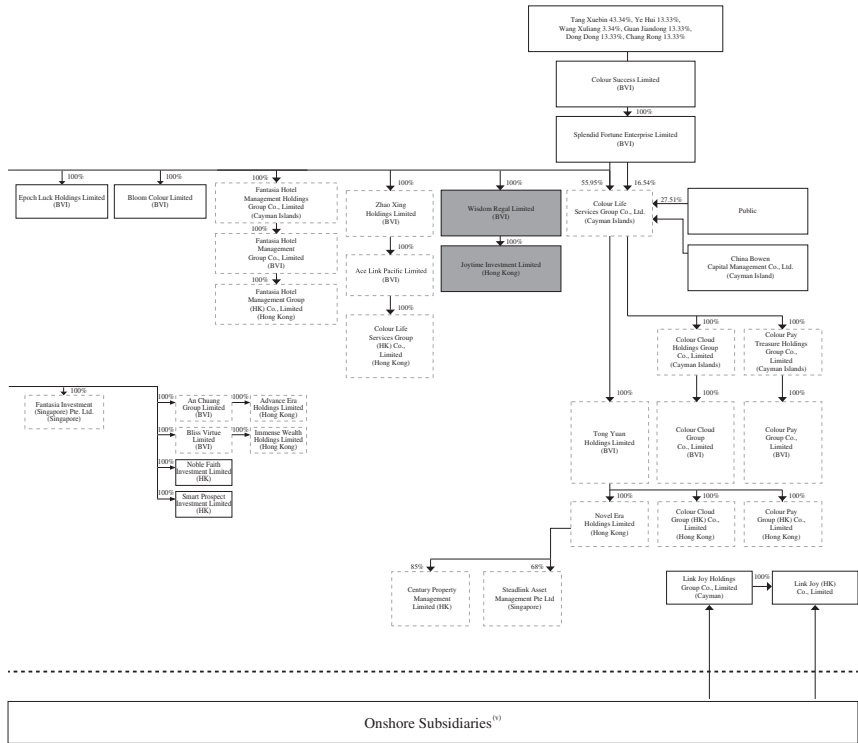 Tang Xuebin 43.34%, Ye Hui 13.33%,
Wang Xuliang 3.34%, Guan Jiandong 13.33%,
Dong Dong 13.33%, Chang Rong 13.33%
Colour Success Limited
(BVI)
100%
Splendid Fortune Enterprise Limited
(BVI)
100%
Epoch Luck Holdings Limited
(BVI)
100%
Bloom Colour Limited
(BVI)
100%
Fantasia Hotel
Management Holdings
Group Co., Limited
(Cayman Islands)
100%
Fantasia Hotel
Management
Group Co., Limited
(BVI)
100%
Fantasia Hotel
Management Group
(HK) Co., Limited
(Hong Kong)
100%
Zhao Xing
Holdings Limited
(BVI)
100%
Ace Link Pacific Limited
(BVI)
100%
Colour Life
Services Group
(HK) Co.,
Limited
(Hong Kong)
100%
Wisdom Regal Limited
(BVI)
100%
Joytime Investment Limited
(Hong Kong)
55.95%
16.54%
Colour Life
Services Group Co., Ltd.
(Cayman Islands)
27.51%
Public
China Bowen
Capital Management Co., Ltd.
(Cayman Island)
100%
Colour Cloud
Holdings Group
Co., Limited
(Cayman Islands)
100%
Colour Pay
Treasure Holdings
Group Co.,
Limited
(Cayman Islands)
100%
Tong Yuan
Holdings Limited
(BVI)
100%
Colour Cloud
Group
Co., Limited
(BVI)
100%
Colour Pay
Group Co.,
Limited
(BVI)
100%
Novel Era
Holdings Limited
(Hong Kong)
100%
Colour Cloud
Group (HK) Co.,
Limited
(Hong Kong)
100%
Colour Pay
Group (HK) Co.,
Limited
(Hong Kong)
100%
Fantasia Investment
(Singapore) Pte. Ltd.
(Singapore)
100%
An Chuang
Group Limited
(BVI)
100%
Advance Era
Holdings Limited
(Hong Kong)
100%
Bliss Virtue
Limited
(BVI)
100%
Immense Wealth
Holdings Limited
(Hong Kong)
100%
Noble Faith
Investment Limited
(HK)
100%
Smart Prospect
Investment Limited
(HK)
85%
Century Property
Management
Limited (HK)
68%
Steadlink Asset
Management Pte Ltd
(Singapore)
Link Joy Holdings
Group Co., Limited
(Cayman)
100%
Link Joy (HK)
Co., Limited
Onshore Subsidiaries(v)